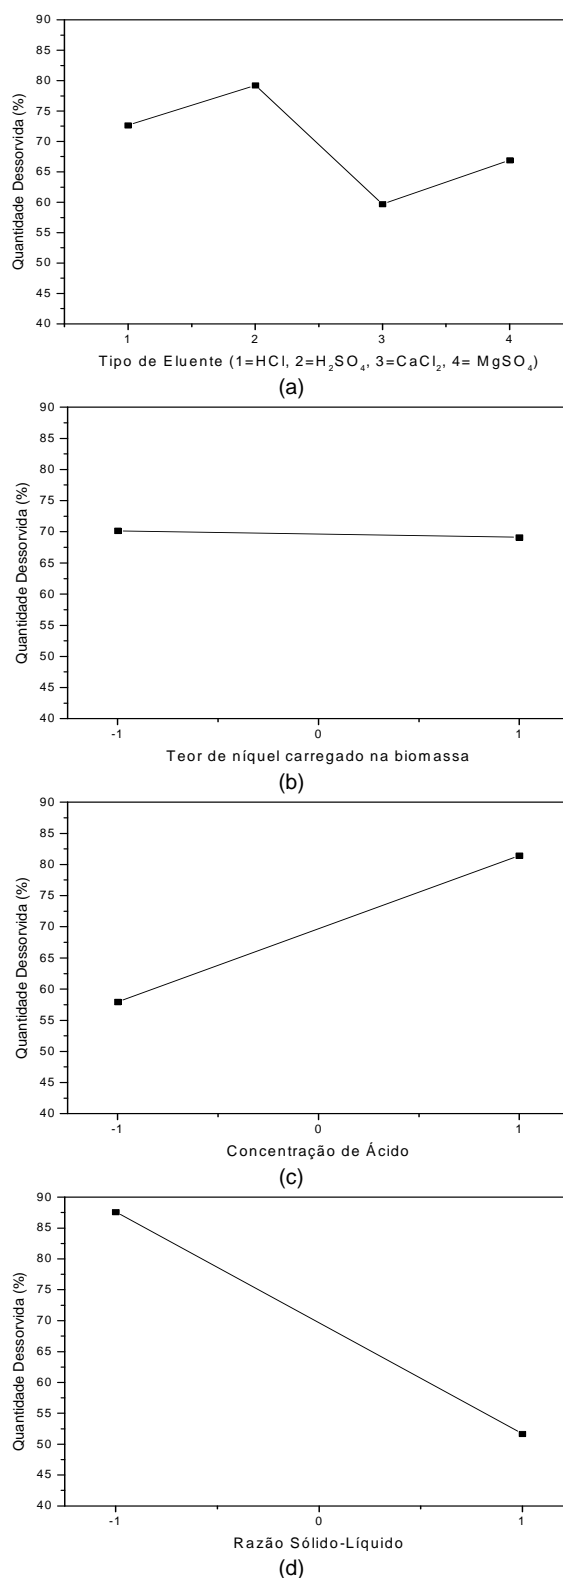 90
85
80
75
70
65
60
55
50
45
40
Quantidade Dessorvida (%)
1 2 3 4
Tipo de Eluente (1=HCl, 2=H₂SO₄, 3=CaCl₂, 4= MgSO₄)
(a)
90
85
80
75
70
65
60
55
50
45
40
Quantidade Dessorvida (%)
-1 0 1
Teor de níquel carregado na biomassa
(b)
90
85
80
75
70
65
60
55
50
45
40
Quantidade Dessorvida (%)
-1 0 1
Concentração de Ácido
(c)
90
85
80
75
70
65
60
55
50
45
40
Quantidade Dessorvida (%)
-1 0 1
Razão Sólido-Líquido
(d)